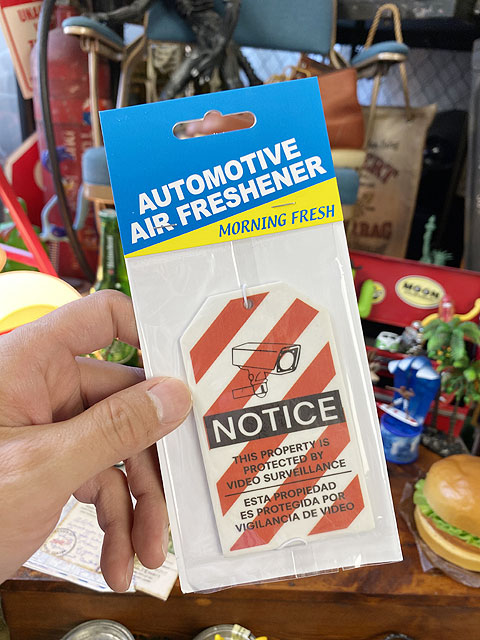 AUTOMOTIVE
AIR FRESHENER
MORNING FRESH
NOTICE
THIS PROPERTY IS
PROTECTED BY
VIDEO SURVEILLANCE
ESTA PROPIEDAD
ES PROTEGIDA POR
VIGILANCIA DE VIDEO
MOON